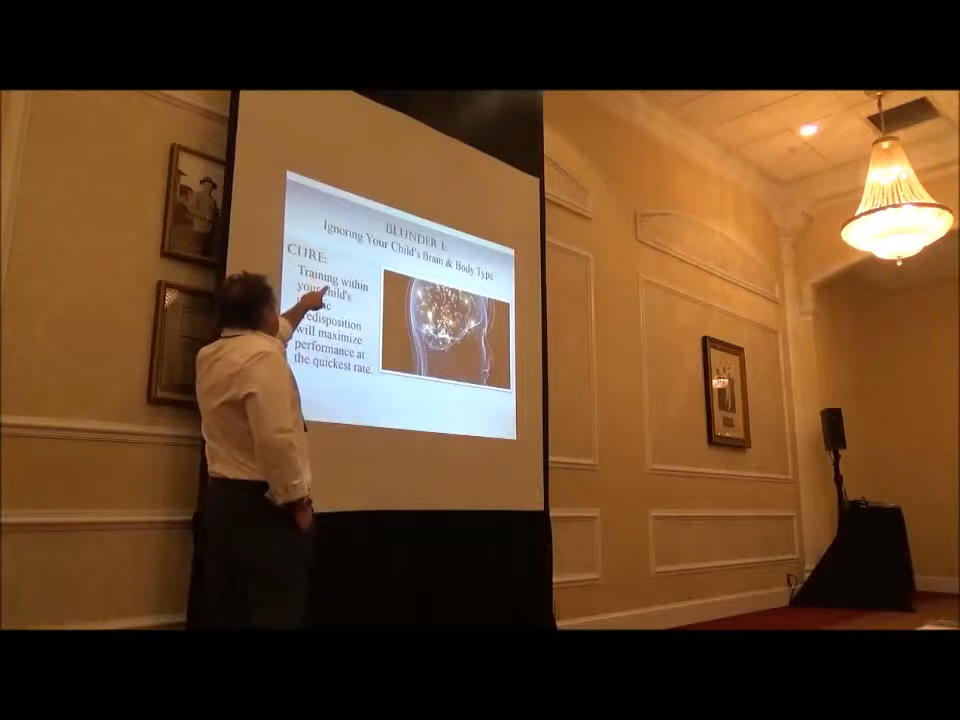 BLUNDER 1:
Ignoring Your Child's Brain & Body Type
CURE:
Training within
your child's
predisposition
will maximize
performance at
the quickest rate.